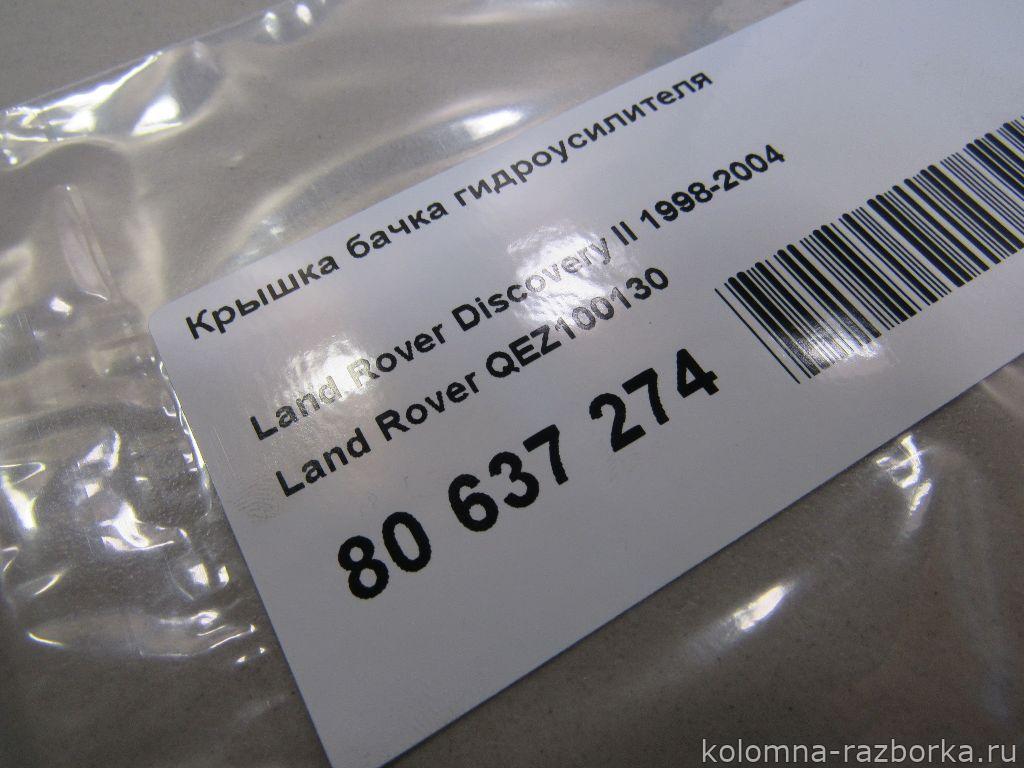 Крышка бачка гидроусилителя
Land Rover Discovery II 1998-2004
Land Rover QEZ100130
80 637 274
kolomna-razborka.ru